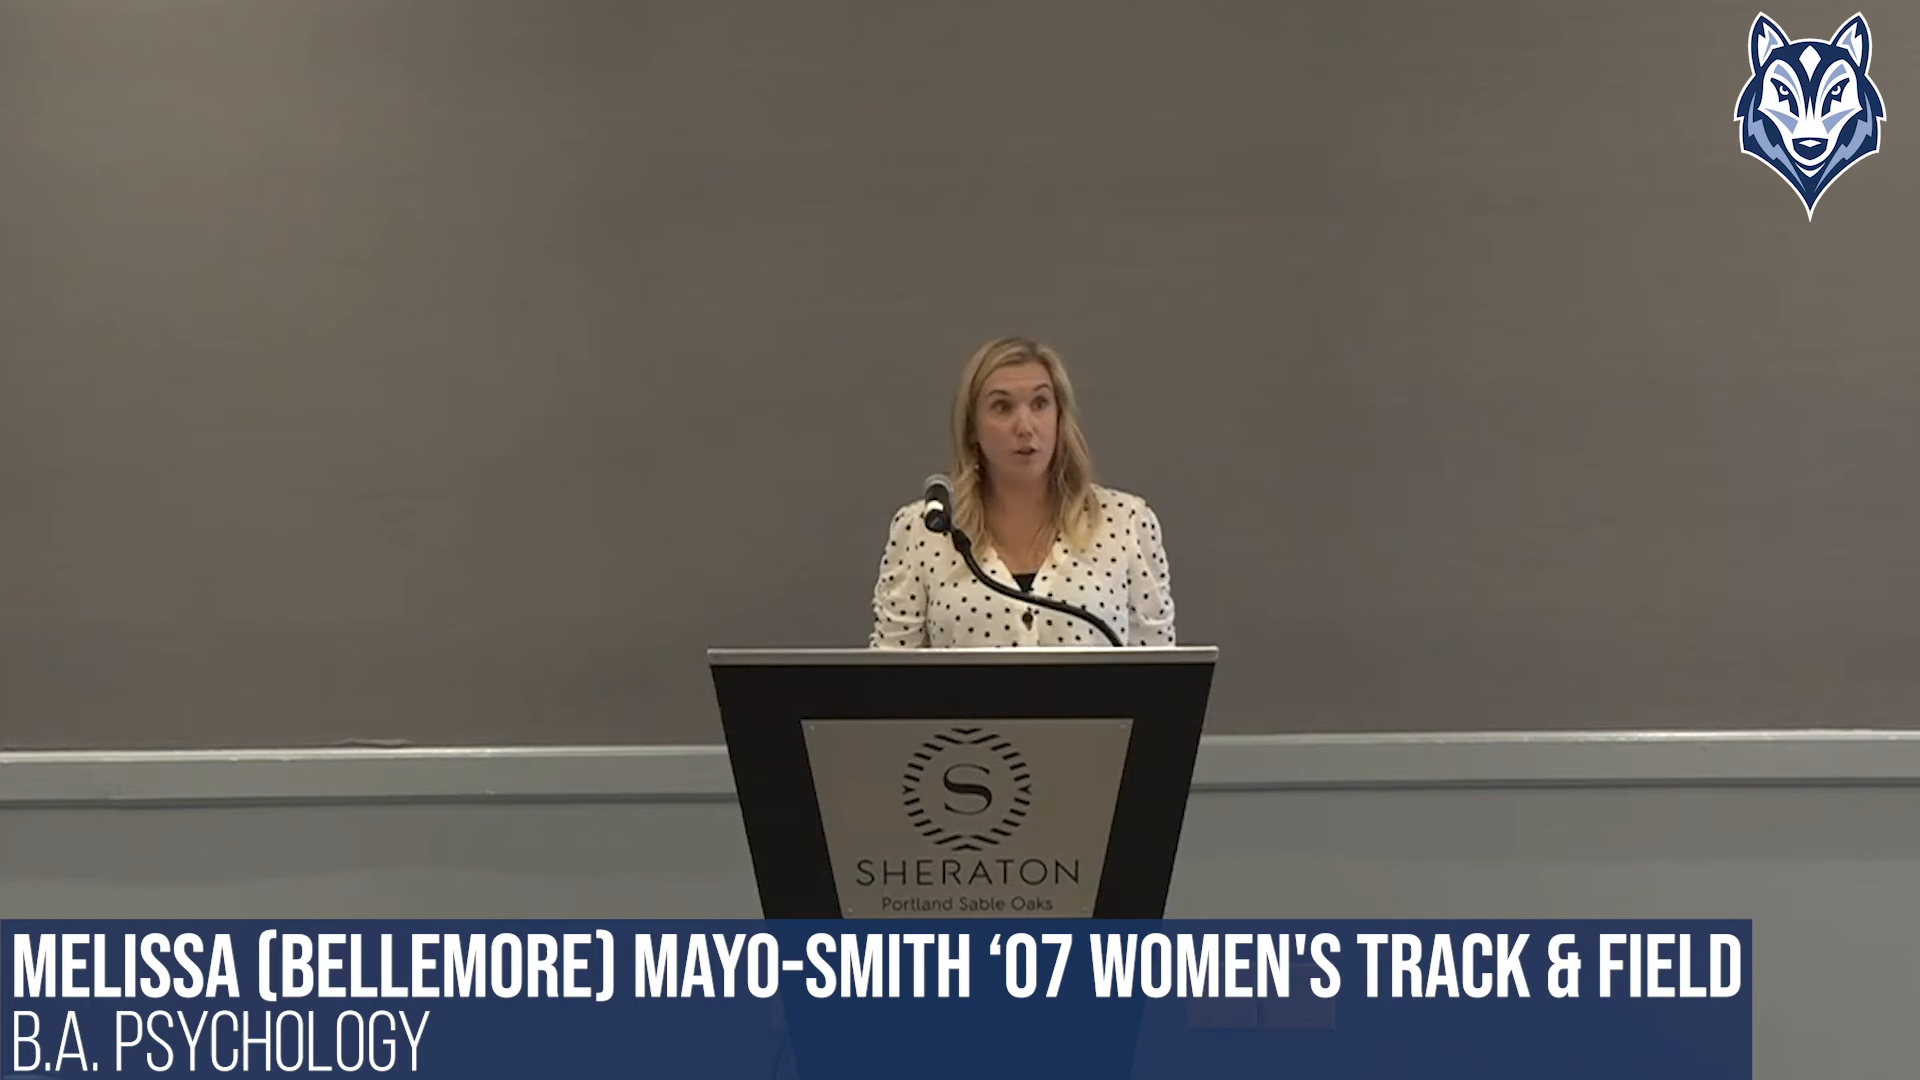 S
SHERATON
Portland Sable Oaks
MELISSA (BELLEMORE) MAYO-SMITH ‘07 WOMEN'S TRACK & FIELD
B.A. PSYCHOLOGY